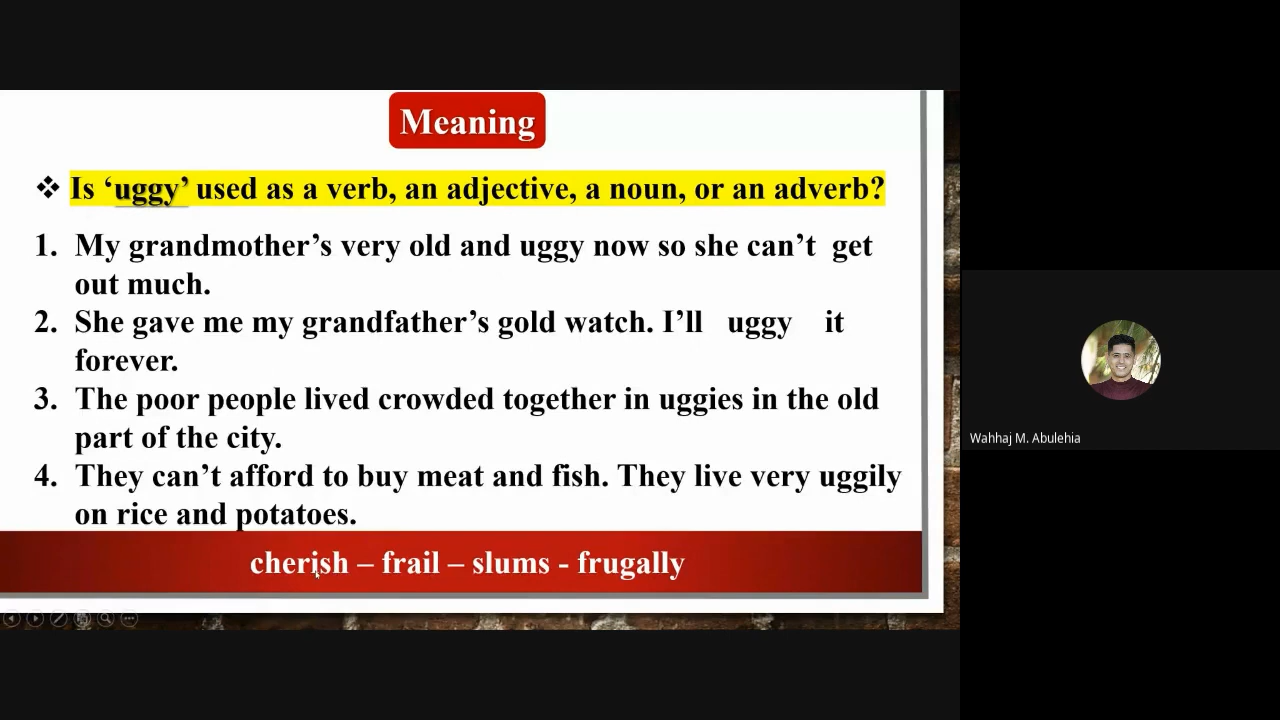 Meaning
❖ Is ‘uggy’ used as a verb, an adjective, a noun, or an adverb?
1. My grandmother’s very old and uggy now so she can’t get
out much.
2. She gave me my grandfather’s gold watch. I’ll uggy it
forever.
3. The poor people lived crowded together in uggies in the old
part of the city.
4. They can’t afford to buy meat and fish. They live very uggily
on rice and potatoes.
cherish – frail – slums - frugally
Wahhaj M. Abulehia